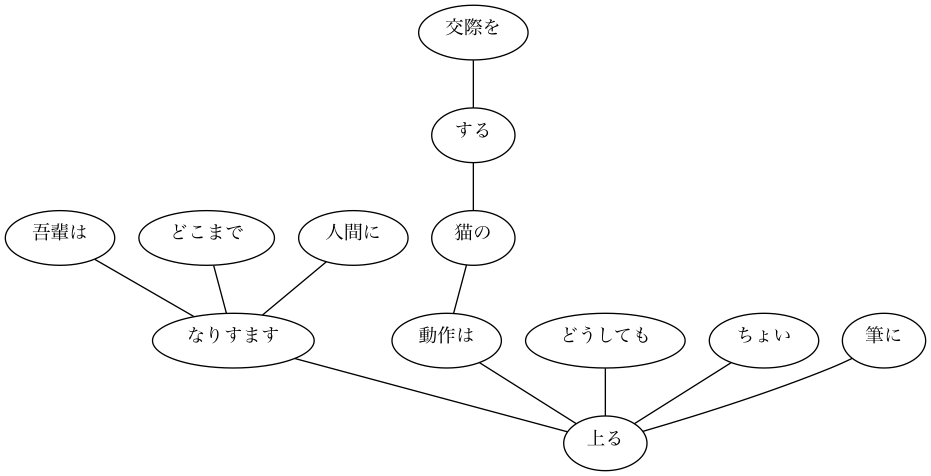 交際を
する
吾輩は どこまで 人間に 猫の
なりすます 動作は どうしても ちょい 筆に
上る